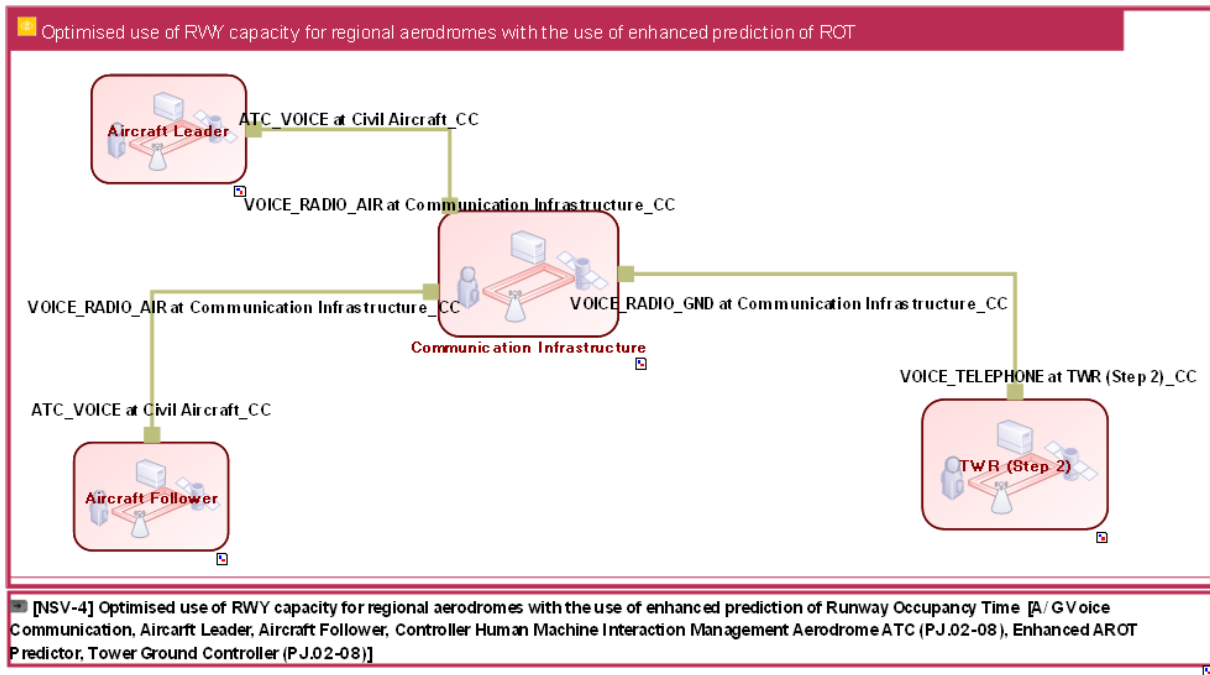 Optimised use of RWY capacity for regional aerodromes with the use of enhanced prediction of ROT
Aircraft Leader
ATC_VOICE at Civil Aircraft_CC
VOICE_RADIO_AIR at Communication Infrastructure_CC
VOICE_RADIO_AIR at Communication Infrastructure_CC
VOICE_RADIO_GND at Communication Infrastructure_CC
Communication Infrastructure
VOICE_TELEPHONE at TWR (Step 2)_CC
ATC_VOICE at Civil Aircraft_CC
TWR (Step 2)
Aircraft Follower
[NSV-4] Optimised use of RWY capacity for regional aerodromes with the use of enhanced prediction of Runway Occupancy Time [A/G Voice
Communication, Aircarft Leader, Aircraft Follower, Controller Human Machine Interaction Management Aerodrome ATC (PJ.02-08), Enhanced AROT
Predictor, Tower Ground Controller (PJ.02-08)]